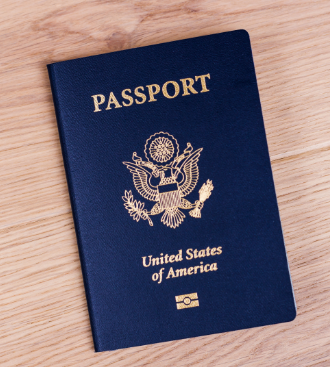 PASSPORT
United States
of America